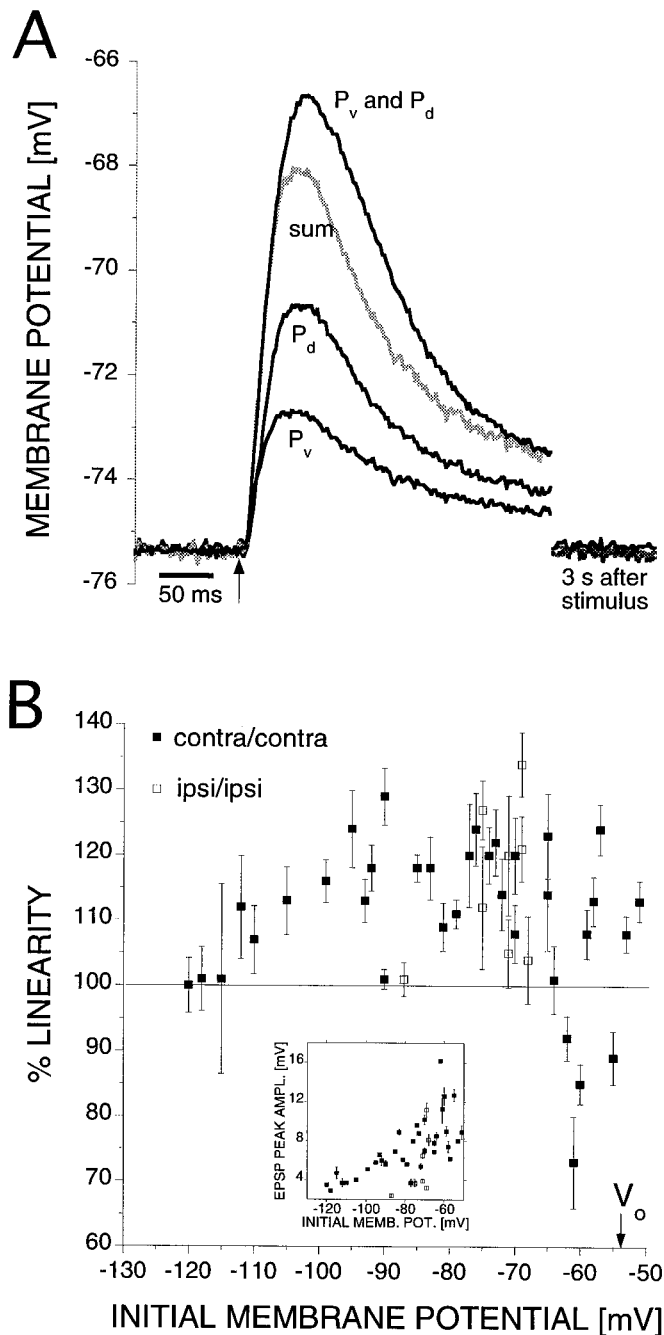 A
MEMBRANE POTENTIAL [mV]
-66
-68
-70
-72
-74
-76
Pv and Pd
sum
Pd
Pv
50 ms
3 s after
stimulus
B
% LINEARITY
140
130
120
110
100
90
80
70
60
contra/contra
ipsi/ipsi
EPSP PEAK AMPL. [mV]
16
12
8
4
-120 -100 -80 -60
INITIAL MEMB. POT. [mV]
Vo
-130 -120 -110 -100 -90 -80 -70 -60 -50
INITIAL MEMBRANE POTENTIAL [mV]